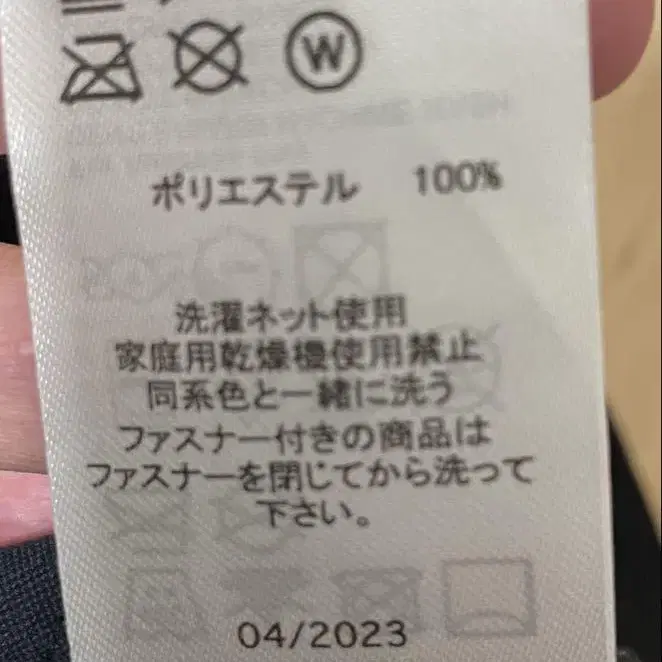 W
ポリエステル 100%
洗濯ネット使用
家庭用乾燥機使用禁止
同系色と一緒に洗う
ファスナー付きの商品は
ファスナーを閉じてから洗って
下さい。
04/2023